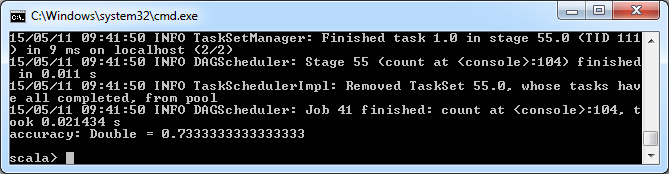 C:\Windows\system32\cmd.exe
15/05/11 09:41:50 INFO TaskSetManager: Finished task 1.0 in stage 55.0 (TID 111
) in 9 ms on localhost (2/2)
15/05/11 09:41:50 INFO DAGScheduler: Stage 55 (count at <console>:104) finished
 in 0.011 s
15/05/11 09:41:50 INFO TaskSchedulerImpl: Removed TaskSet 55.0, whose tasks hav
e all completed, from pool
15/05/11 09:41:50 INFO DAGScheduler: Job 41 finished: count at <console>:104, t
ook 0.021434 s
accuracy: Double = 0.7333333333333333
scala>